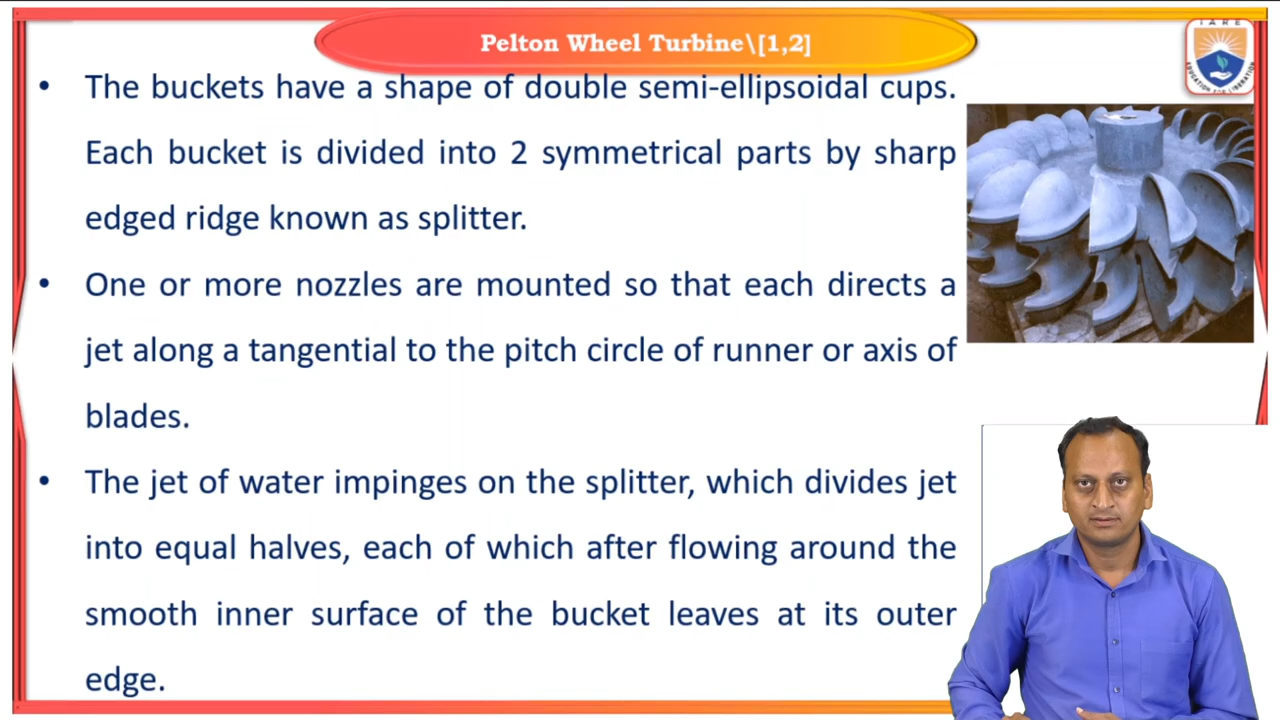 Pelton Wheel Turbine\[1,2]
IARE
EDUCATION FOR LIBERATION
• The buckets have a shape of double semi-ellipsoidal cups.
Each bucket is divided into 2 symmetrical parts by sharp
edged ridge known as splitter.
• One or more nozzles are mounted so that each directs a
jet along a tangential to the pitch circle of runner or axis of
blades.
• The jet of water impinges on the splitter, which divides jet
into equal halves, each of which after flowing around the
smooth inner surface of the bucket leaves at its outer
edge.